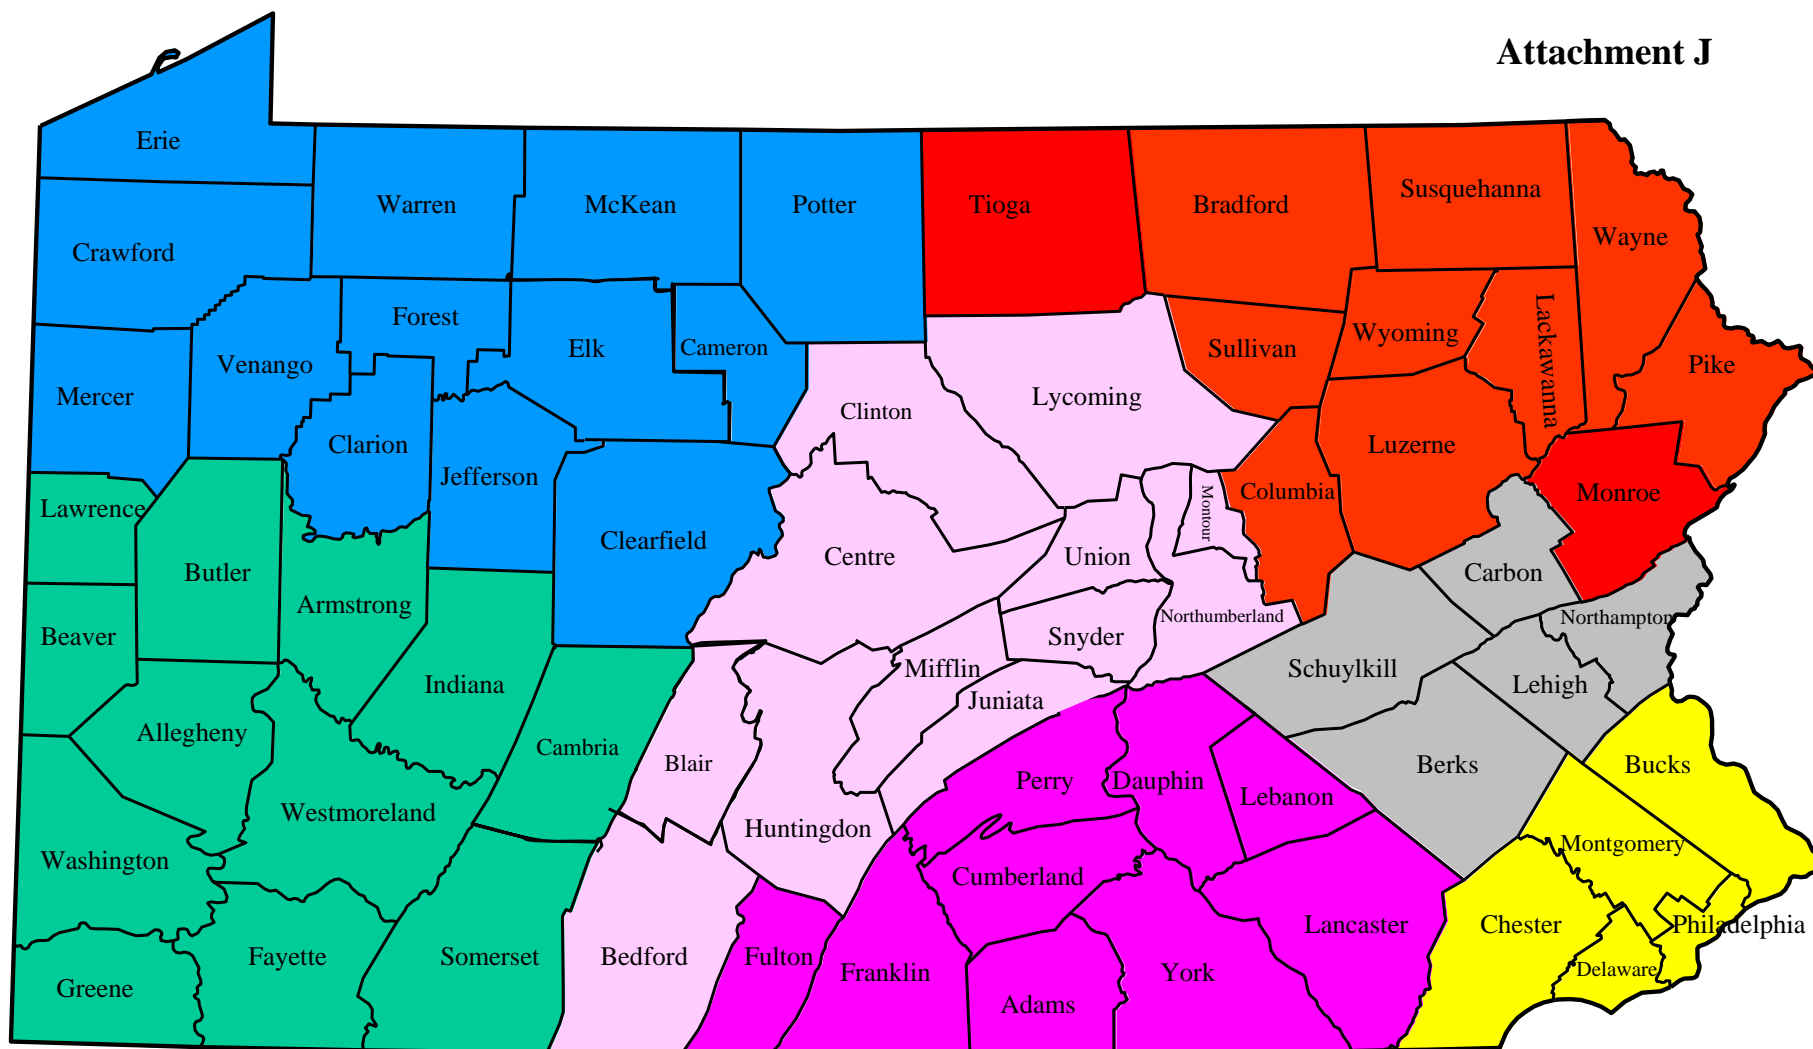 Attachment J
Erie
Warren
McKean
Potter
Tioga
Bradford
Susquehanna
Wayne
Crawford
Forest
Elk
Cameron
Sullivan
Wyoming
Lackawanna
Pike
Mercer
Venango
Clinton
Lycoming
Clarion
Jefferson
Luzerne
Columbia
Monroe
Montour
Lawrence
Clearfield
Centre
Union
Carbon
Butler
Armstrong
Northumberland
Northampton
Beaver
Snyder
Indiana
Mifflin
Schuylkill
Lehigh
Juniata
Allegheny
Cambria
Blair
Perry
Dauphin
Berks
Bucks
Lebanon
Westmoreland
Huntingdon
Montgomery
Washington
Cumberland
Lancaster
Chester
Philadelphia
Fayette
Somerset
Bedford
Fulton
Franklin
York
Delaware
Greene
Adams